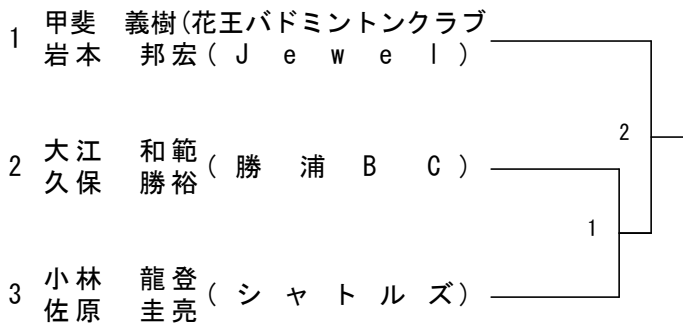 1 甲斐 義樹(花王バドミントンクラブ
岩本 邦宏(Jewel)
2
2 大江 和範
久保 勝裕(勝浦BC)
1
3 小林 龍登
佐原 圭亮(シャトルズ)